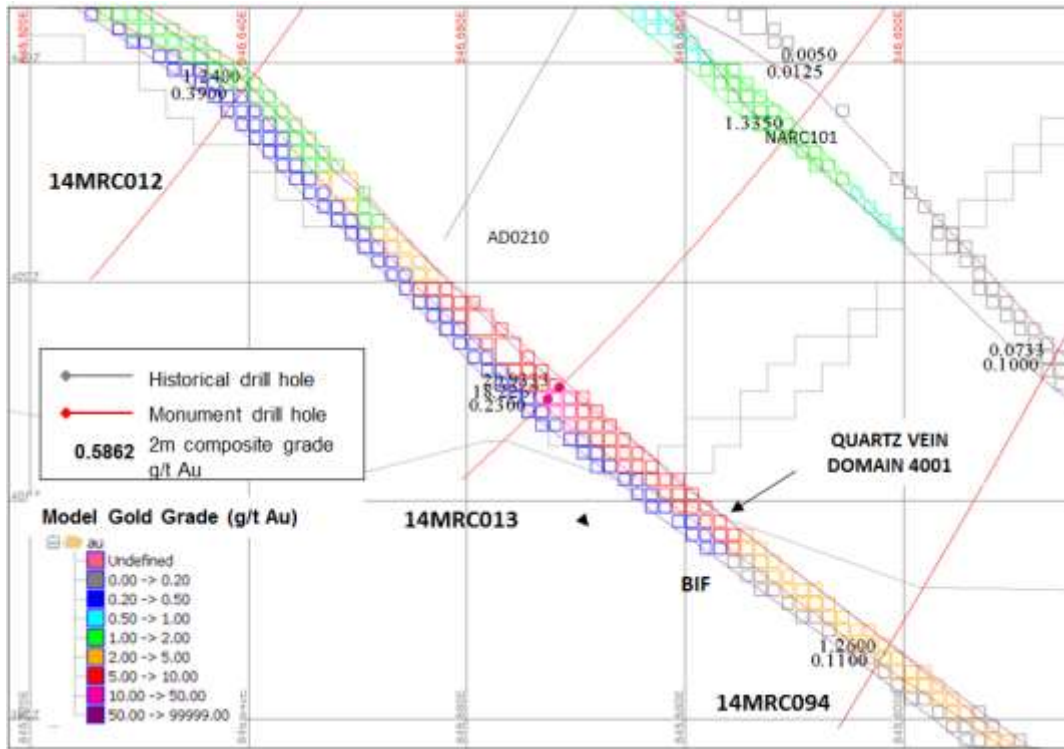 0.0050
0.0125
1.2400
0.3900
1.3350
NARC101
14MRC012
AD0210
0.0733
0.1000
0.2300
Historical drill hole
Monument drill hole
0.5862 2m composite grade
g/t Au
QUARTZ VEIN
DOMAIN 4001
14MRC013
BIF
Model Gold Grade (g/t Au)
au
Undefined
0.00 -> 0.20
0.20 -> 0.50
0.50 -> 1.00
1.00 -> 2.00
2.00 -> 5.00
5.00 -> 10.00
10.00 -> 50.00
50.00 -> 99999.00
1.2600
0.1100
14MRC094